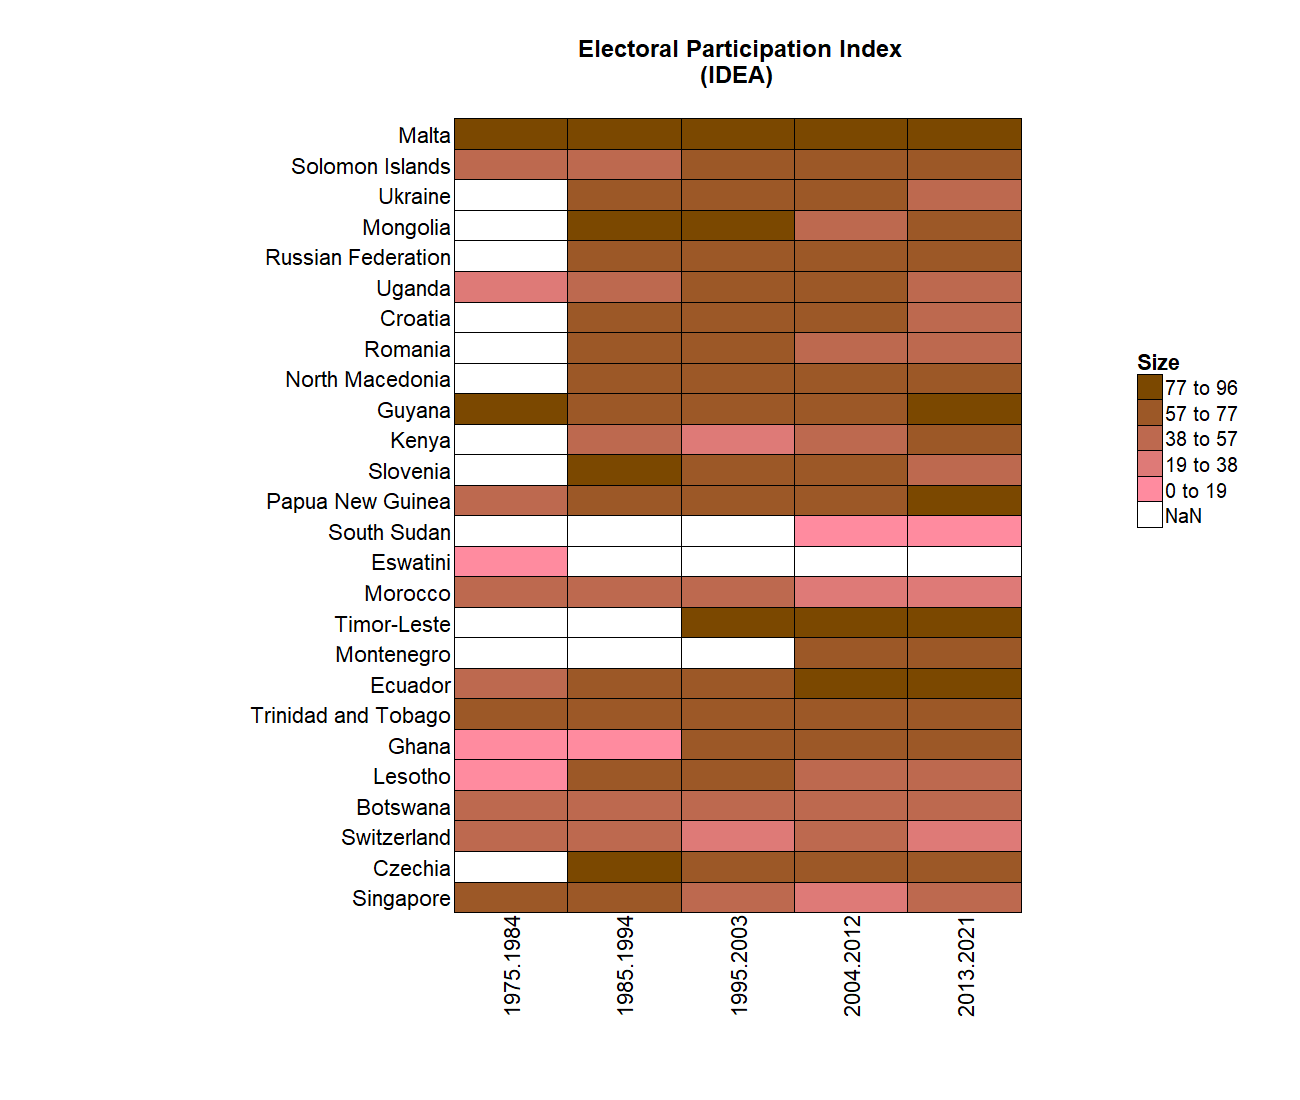 Electoral Participation Index
(IDEA)
Malta
Solomon Islands
Ukraine
Mongolia
Russian Federation
Uganda
Croatia
Romania
North Macedonia
Guyana
Kenya
Slovenia
Papua New Guinea
South Sudan
Eswatini
Morocco
Timor-Leste
Montenegro
Ecuador
Trinidad and Tobago
Ghana
Lesotho
Botswana
Switzerland
Czechia
Singapore
1975.1984
1985.1994
1995.2003
2004.2012
2013.2021
Size
77 to 96
57 to 77
38 to 57
19 to 38
0 to 19
NaN